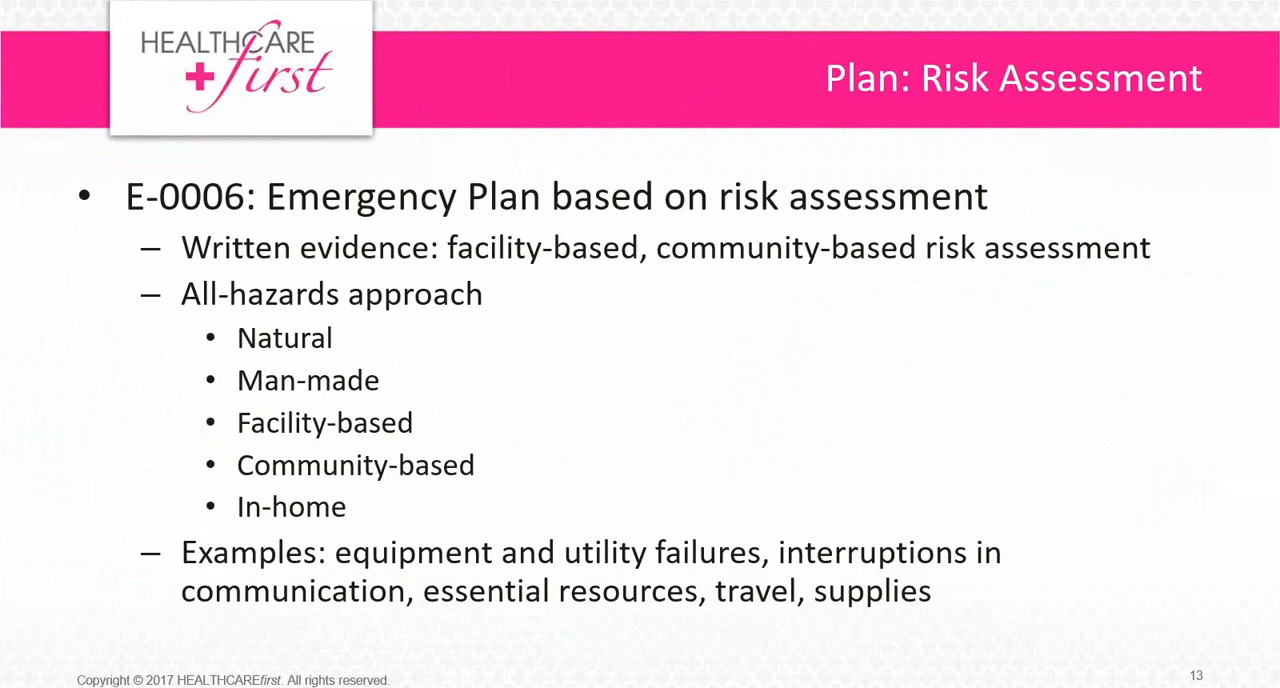 HEALTHCARE
first
Plan: Risk Assessment
• E-0006: Emergency Plan based on risk assessment
– Written evidence: facility-based, community-based risk assessment
– All-hazards approach
• Natural
• Man-made
• Facility-based
• Community-based
• In-home
– Examples: equipment and utility failures, interruptions in
communication, essential resources, travel, supplies
Copyright © 2017 HEALTHCAREfirst. All rights reserved.
13